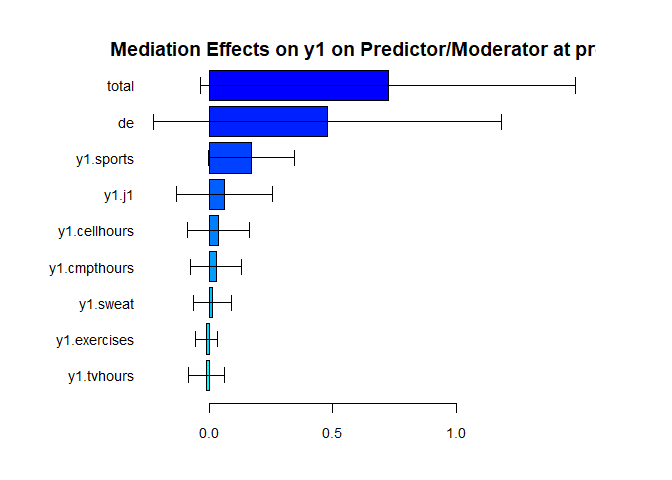 Mediation Effects on y1 on Predictor/Moderator at pr
total
de
y1.sports
y1.j1
y1.cellhours
y1.cmpthours
y1.sweat
y1.exercises
y1.tvhours
0.0 0.5 1.0